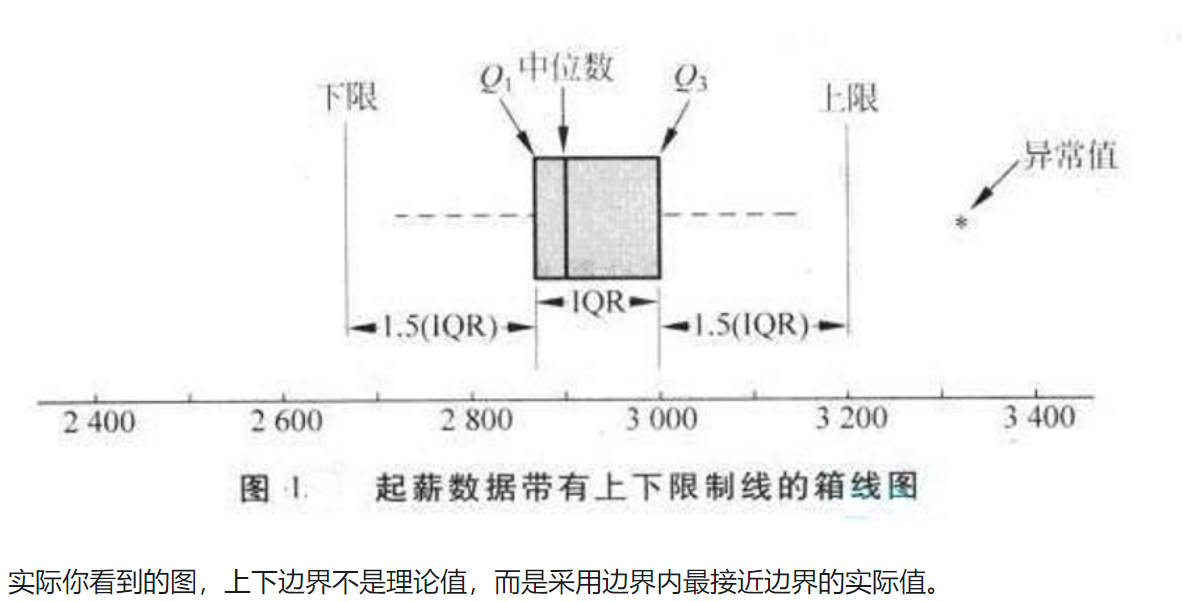 Q1 中位数 Q3
下限 上限
异常值
*
IQR
1.5(IQR) 1.5(IQR)
2 400 2 600 2 800 3 000 3 200 3 400
图 1. 起薪数据带有上下限制线的箱线图
实际你看到的图，上下边界不是理论值，而是采用边界内最接近边界的实际值。